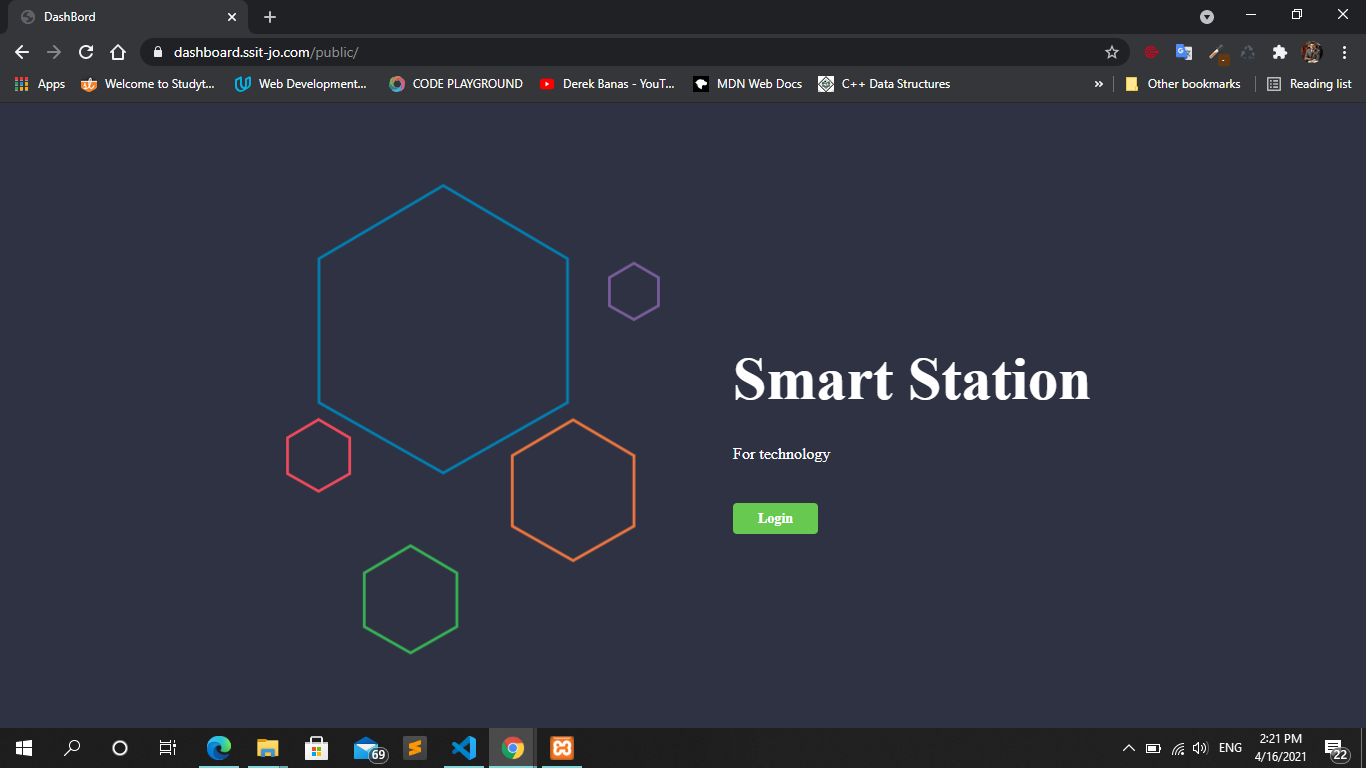 DashBord
dashboard.ssit-jo.com/public/
Apps Welcome to Studyt... Web Development... CODE PLAYGROUND Derek Banas - YouT... MDN Web Docs C++ Data Structures » Other bookmarks Reading list
Smart Station
For technology
Login
69
ENG
2:21 PM
4/16/2021
22